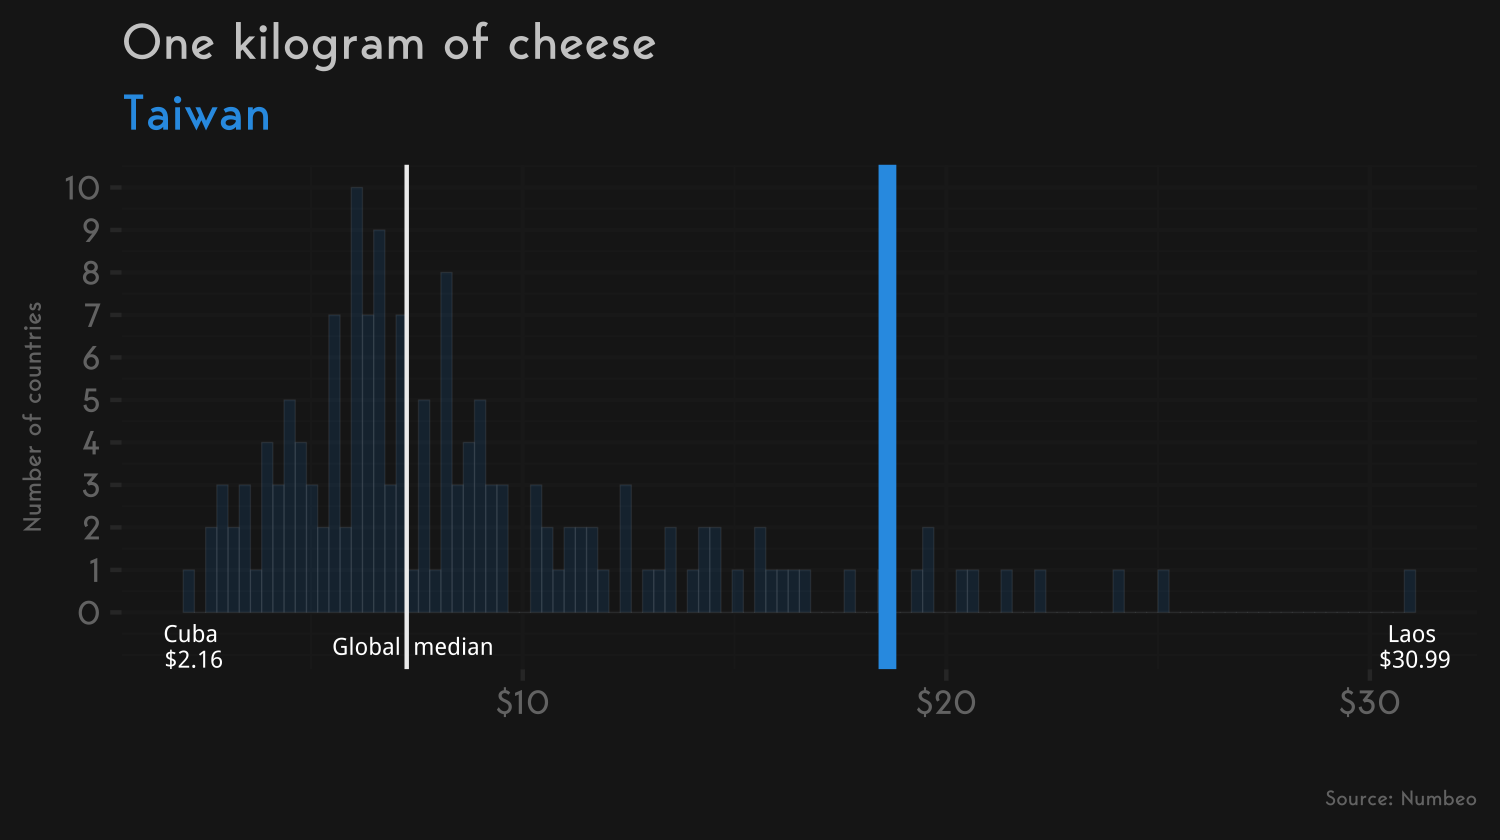 One kilogram of cheese
Taiwan
Number of countries
10
9
8
7
6
5
4
3
2
1
0
Cuba
$2.16
Global median
Laos
$30.99
$10 $20 $30
Source: Numbeo